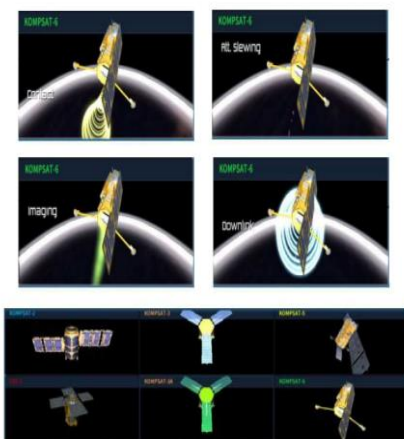 KOMPSAT-6
Contact
KOMPSAT-6
Att. Slewing
KOMPSAT-6
Imaging
KOMPSAT-6
Downlink
KOMPSAT-2
KOMPSAT-3
KOMPSAT-5
KOMPSAT-3A
KOMPSAT-6